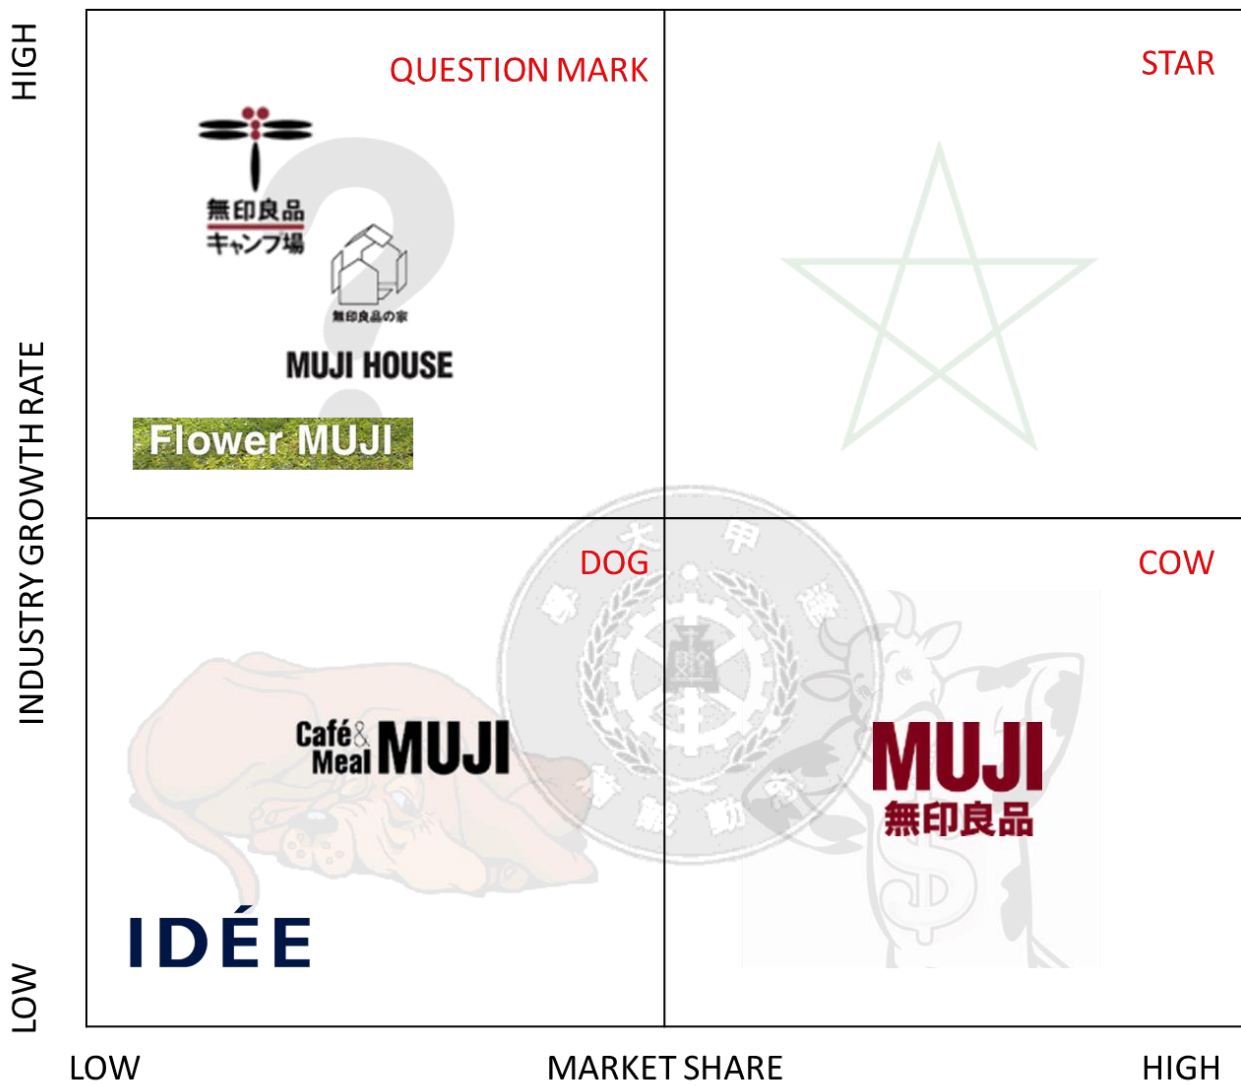 HIGH
QUESTION MARK
STAR
無印良品
キャンプ場
無印良品の家
MUJI HOUSE
Flower MUJI
INDUSTRY GROWTH RATE
DOG
COW
大甲
Café&
Meal MUJI
MUJI
無印良品
$
IDÉE
LOW
LOW
MARKET SHARE
HIGH